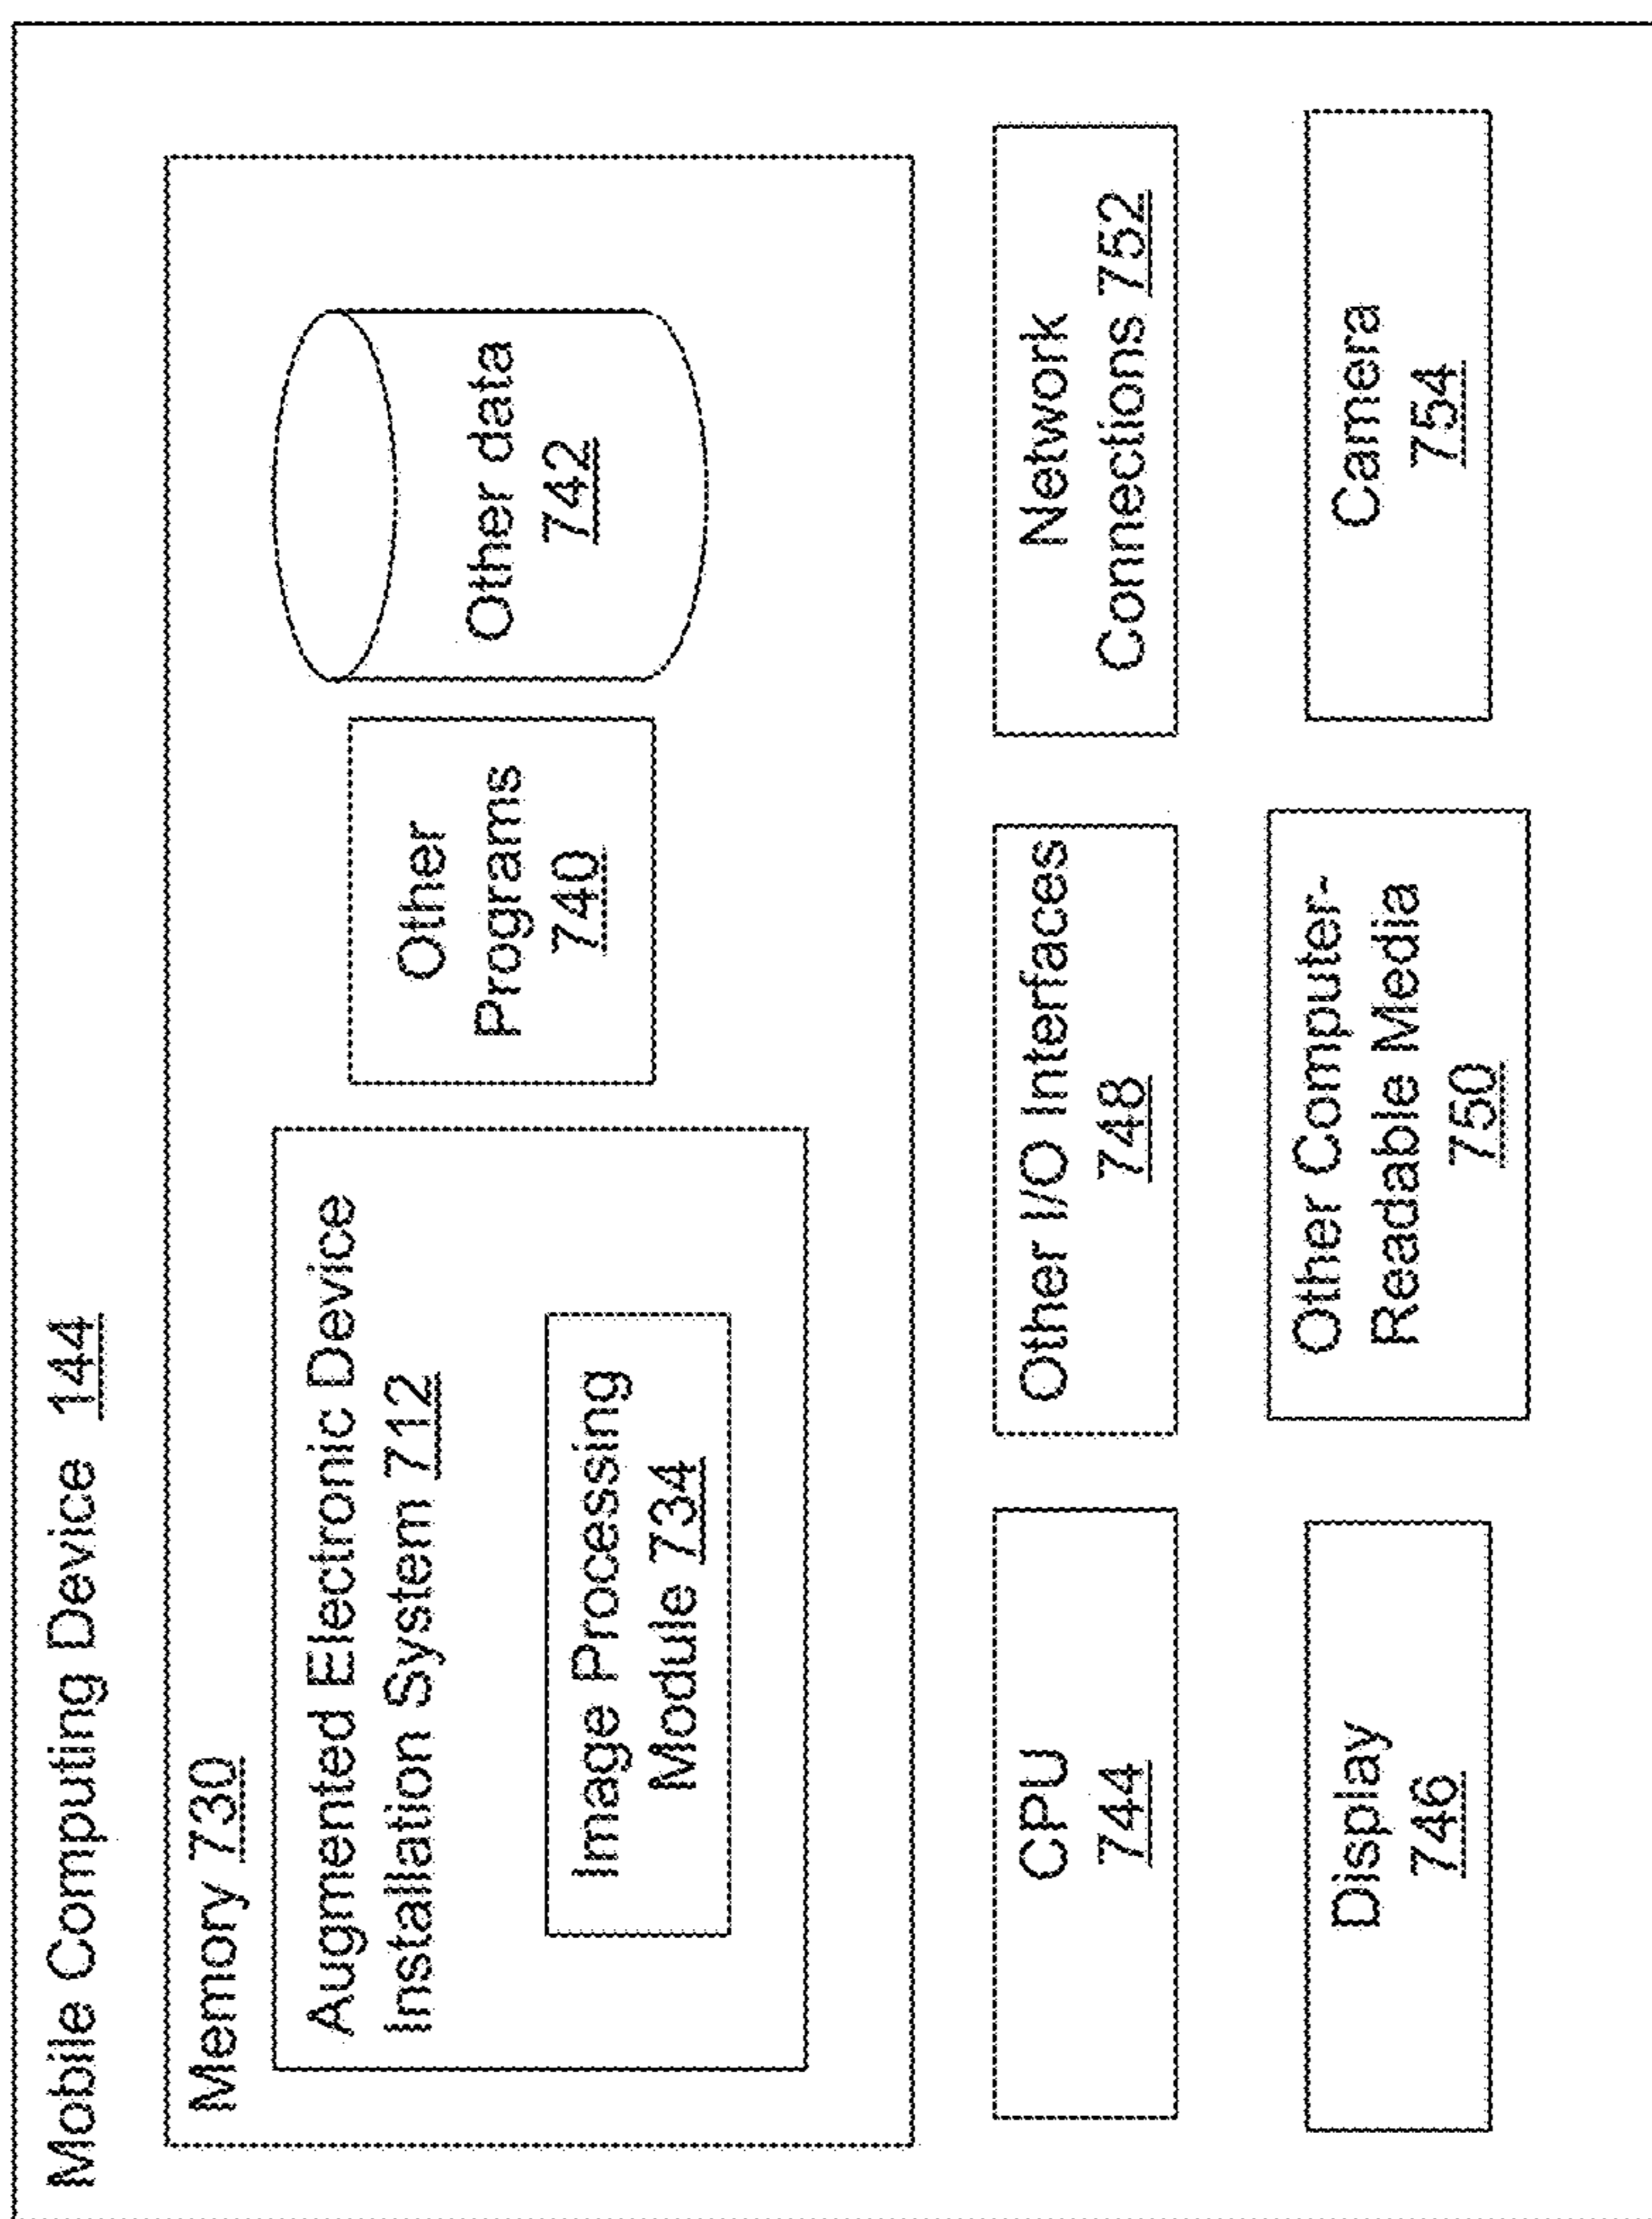 Mobile Computing Device 144
Memory 730
Augmented Electronic Device
Installation System 712
Image Processing
Module 734
Other
Programs
740
Other data
742
CPU
744
Other I/O Interfaces
748
Network
Connections 752
Display
746
Other Computer-
Readable Media
750
Camera
754